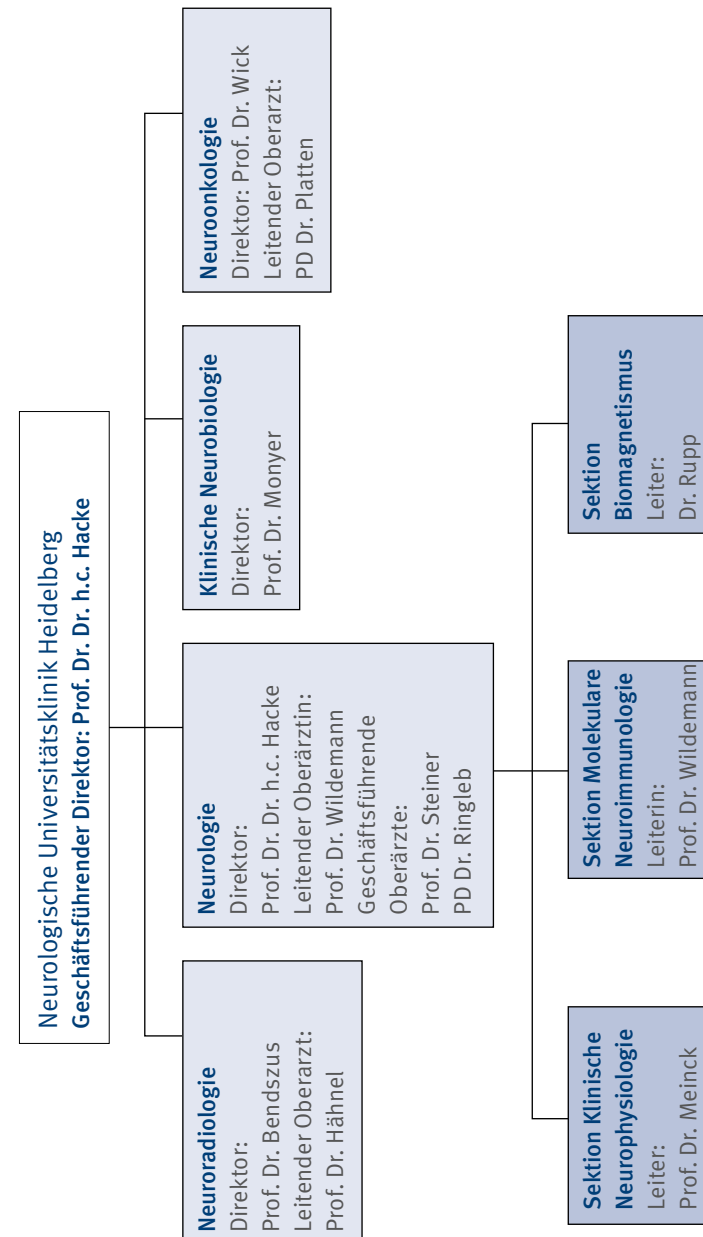 Neurologische Universitätsklinik Heidelberg
Geschäftsführender Direktor: Prof. Dr. Dr. h.c. Hacke
Neuroradiologie
Direktor:
Prof. Dr. Bendszus
Leitender Oberarzt:
Prof. Dr. Hähnel
Neurologie
Direktor:
Prof. Dr. Dr. h.c. Hacke
Leitender Oberärztin:
Prof. Dr. Wildemann
Geschäftsführende
Oberärzte:
Prof. Dr. Steiner
PD Dr. Ringleb
Klinische Neurobiologie
Direktor:
Prof. Dr. Monyer
Neuroonkologie
Direktor: Prof. Dr. Wick
Leitender Oberarzt:
PD Dr. Platten
Sektion Klinische
Neurophysiologie
Leiter:
Prof. Dr. Meinck
Sektion Molekulare
Neuroimmunologie
Leiterin:
Prof. Dr. Wildemann
Sektion
Biomagnetismus
Leiter:
Dr. Rupp